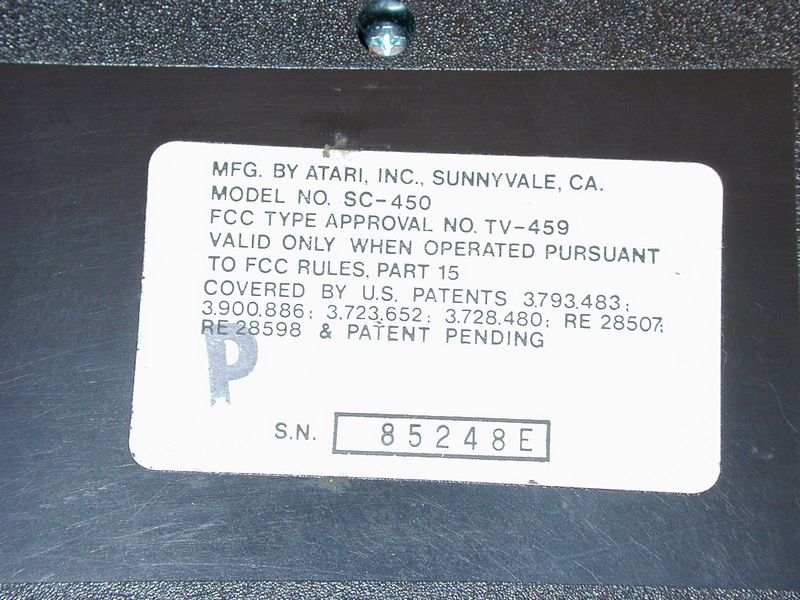 MFG. BY ATARI, INC., SUNNYVALE, CA.
MODEL NO. SC-450
FCC TYPE APPROVAL NO. TV-459
VALID ONLY WHEN OPERATED PURSUANT
TO FCC RULES, PART 15
COVERED BY U.S. PATENTS 3,793,483;
3,900,886; 3,723,652; 3,728,480; RE 28507;
RE 28598 & PATENT PENDING
P
S.N. 85248E